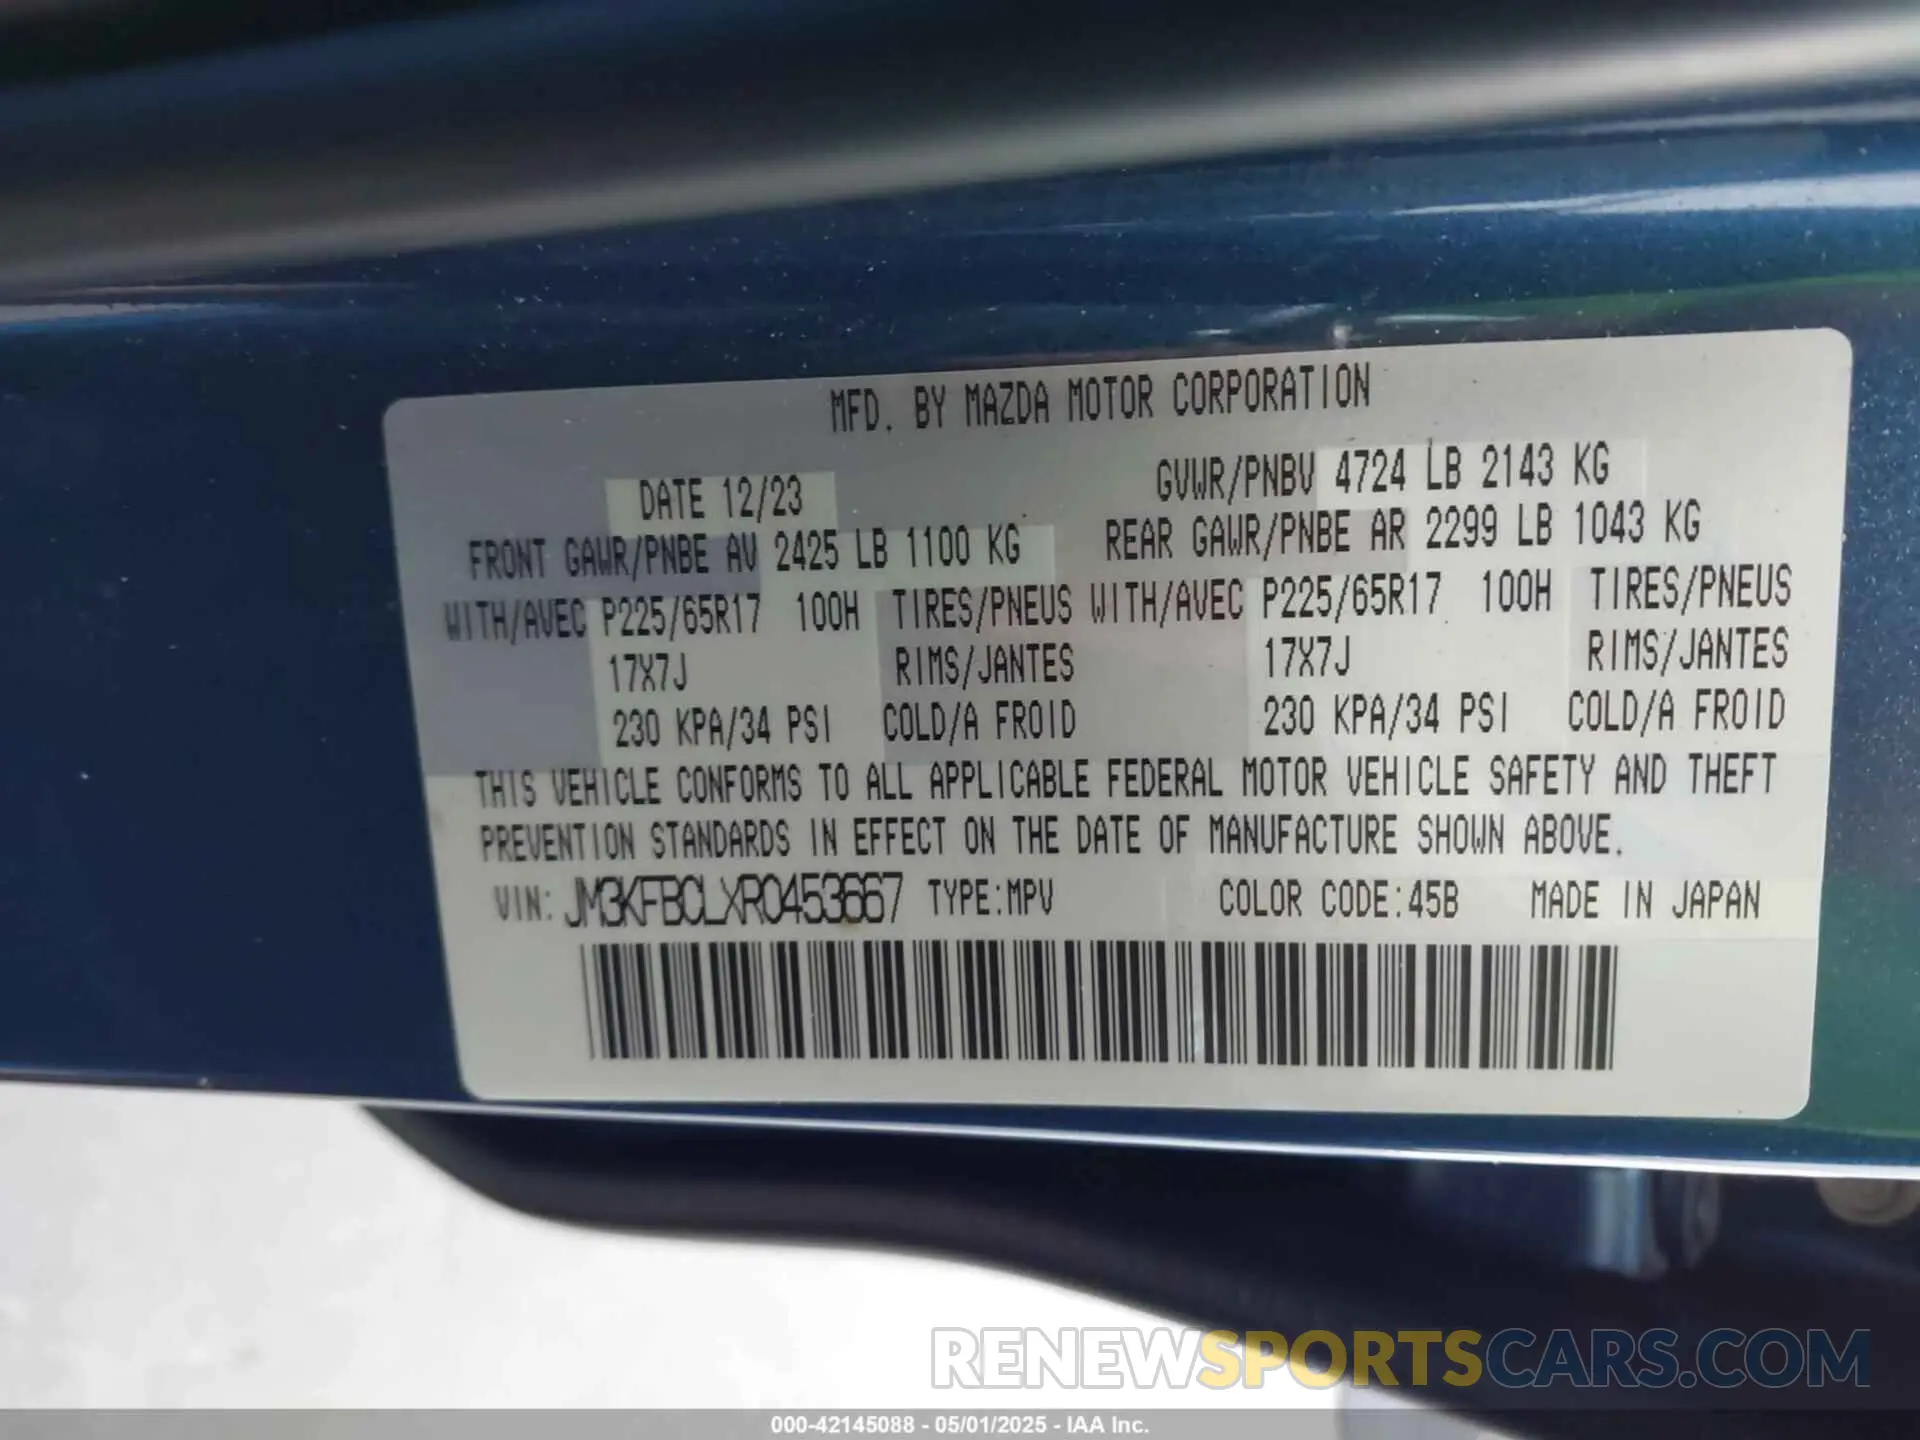 MFD. BY MAZDA MOTOR CORPORATION
DATE 12/23 GVWR/PNBV 4724 LB 2143 KG
FRONT GAWR/PNBE AV 2425 LB 1100 KG REAR GAWR/PNBE AR 2299 LB 1043 KG
WITH/AVEC P225/65R17 100H TIRES/PNEUS WITH/AVEC P225/65R17 100H TIRES/PNEUS
17X7J RIMS/JANTES 17X7J RIMS/JANTES
230 KPA/34 PSI COLD/A FROID 230 KPA/34 PSI COLD/A FROID
THIS VEHICLE CONFORMS TO ALL APPLICABLE FEDERAL MOTOR VEHICLE SAFETY AND THEFT
PREVENTION STANDARDS IN EFFECT ON THE DATE OF MANUFACTURE SHOWN ABOVE.
VIN: JM3KFBCLXR0453667 TYPE:MPV COLOR CODE:45B MADE IN JAPAN
RENEWSPORTSCARS.COM
000-42145088 - 05/01/2025 - IAA Inc.